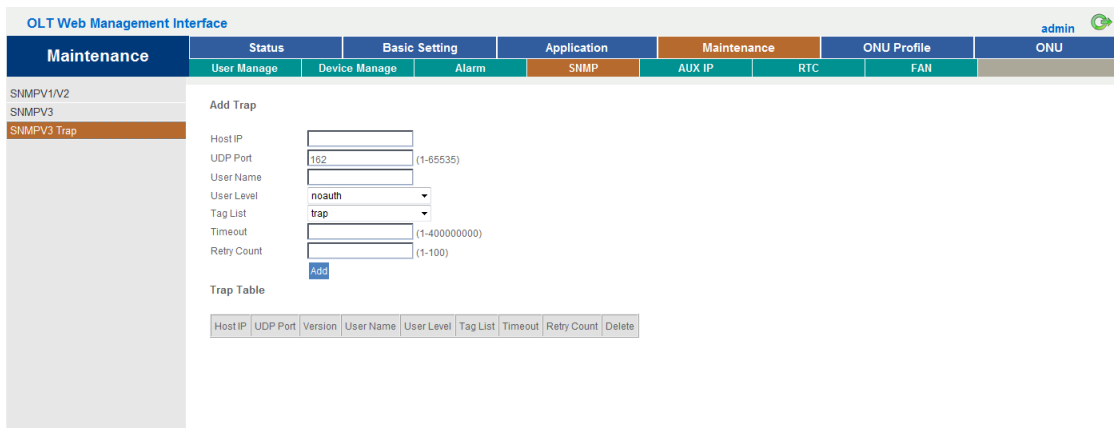 OLT Web Management Interface
admin
Maintenance
Status Basic Setting Application Maintenance ONU Profile ONU
User Manage Device Manage Alarm SNMP AUX IP RTC FAN
SNMPV1/V2
SNMPV3
SNMPV3 Trap
Add Trap
Host IP
UDP Port 162 (1-65535)
User Name
User Level noauth
Tag List trap
Timeout (1-400000000)
Retry Count (1-100)
Add
Trap Table
Host IP UDP Port Version User Name User Level Tag List Timeout Retry Count Delete